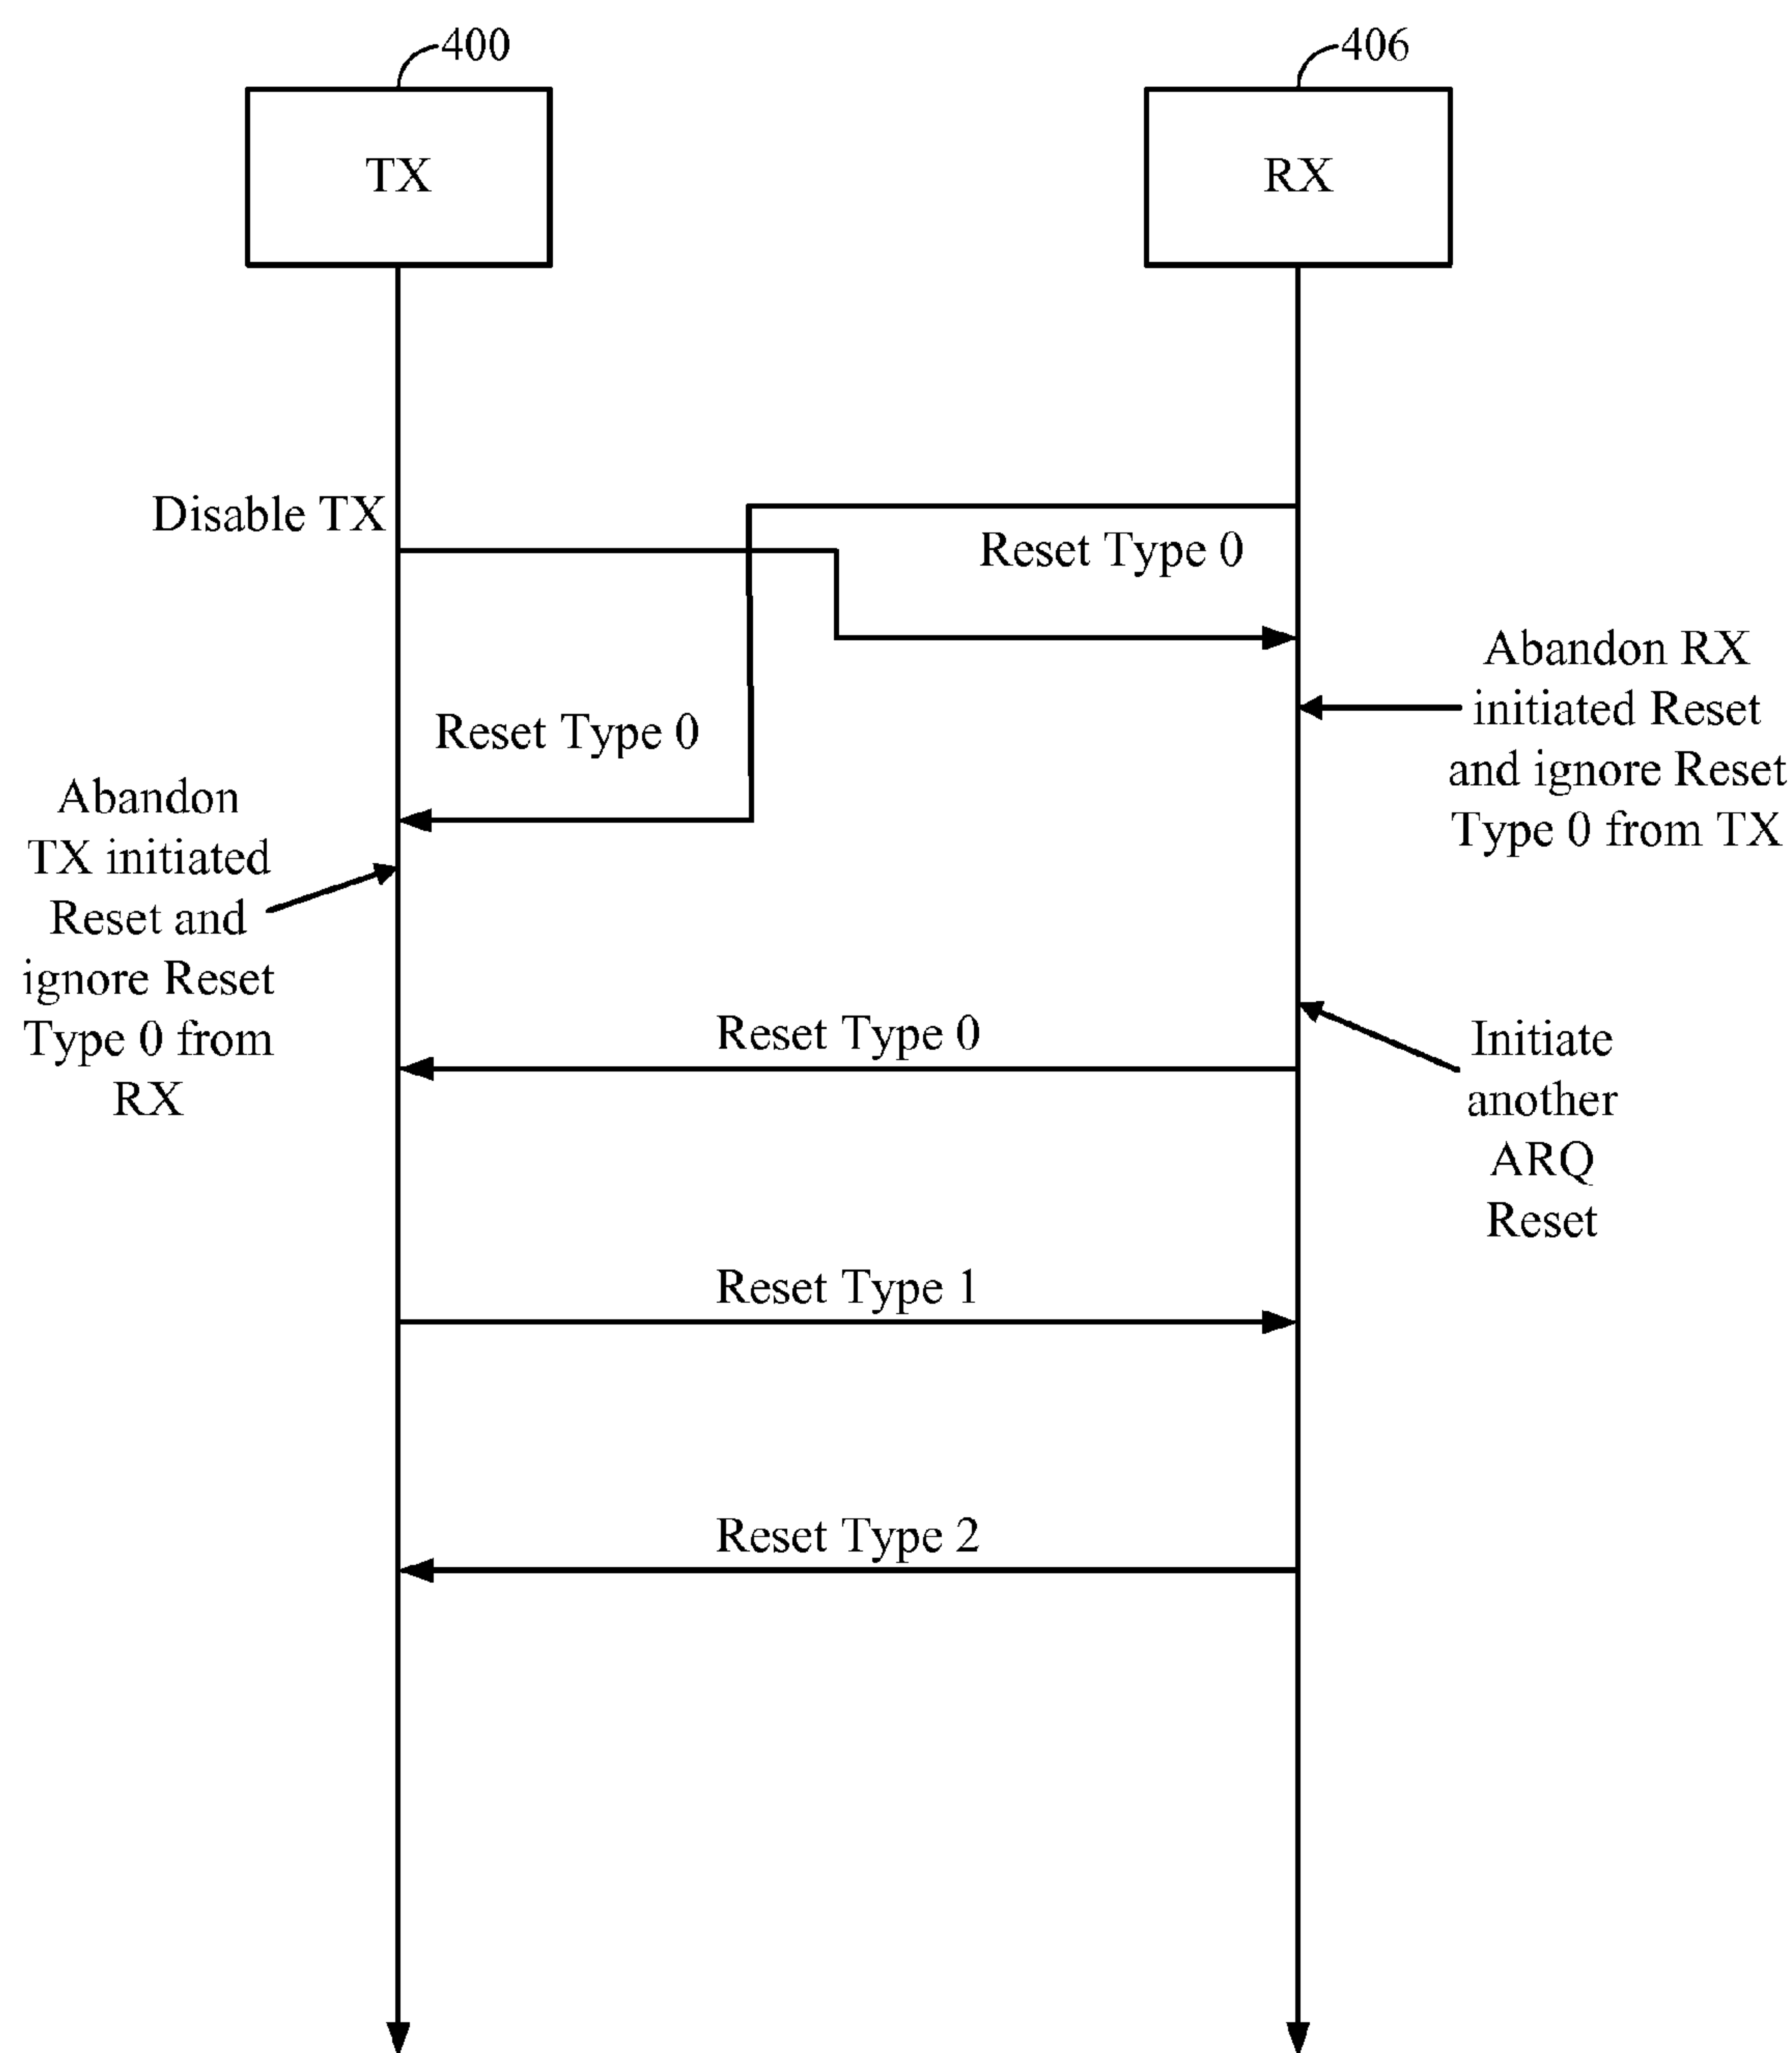 400
406
TX
RX
Disable TX
Reset Type 0
Abandon RX
initiated Reset
and ignore Reset
Type 0 from TX
Reset Type 0
Abandon
TX initiated
Reset and
ignore Reset
Type 0 from
RX
Reset Type 0
Initiate
another
ARQ
Reset
Reset Type 1
Reset Type 2